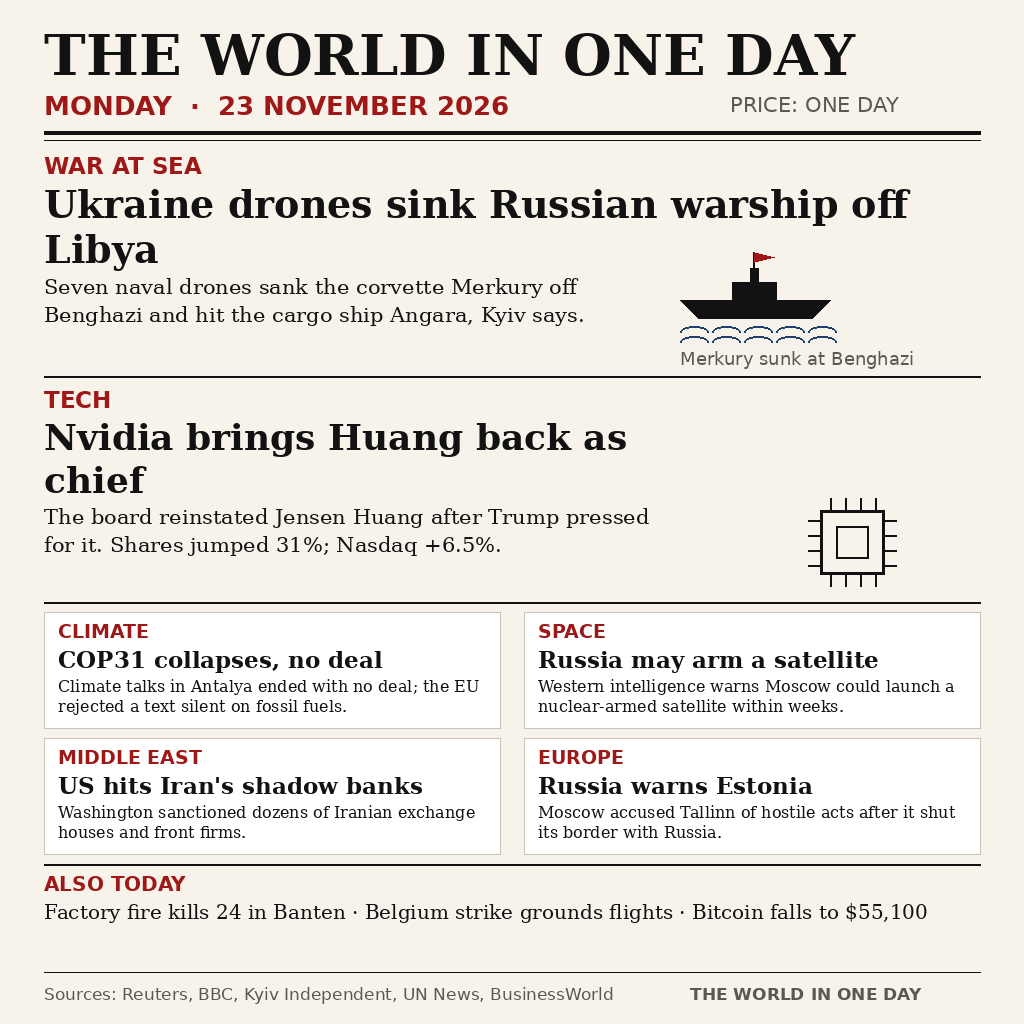 THE WORLD IN ONE DAY
MONDAY · 23 NOVEMBER 2026
PRICE: ONE DAY
WAR AT SEA
Ukraine drones sink Russian warship off
Libya
Seven naval drones sank the corvette Merkury off
Benghazi and hit the cargo ship Angara, Kyiv says.
Merkury sunk at Benghazi
TECH
Nvidia brings Huang back as
chief
The board reinstated Jensen Huang after Trump pressed
for it. Shares jumped 31%; Nasdaq +6.5%.
CLIMATE
COP31 collapses, no deal
Climate talks in Antalya ended with no deal; the EU
rejected a text silent on fossil fuels.
SPACE
Russia may arm a satellite
Western intelligence warns Moscow could launch a
nuclear-armed satellite within weeks.
MIDDLE EAST
US hits Iran's shadow banks
Washington sanctioned dozens of Iranian exchange
houses and front firms.
EUROPE
Russia warns Estonia
Moscow accused Tallinn of hostile acts after it shut
its border with Russia.
ALSO TODAY
Factory fire kills 24 in Banten · Belgium strike grounds flights · Bitcoin falls to $55,100
Sources: Reuters, BBC, Kyiv Independent, UN News, BusinessWorld
THE WORLD IN ONE DAY